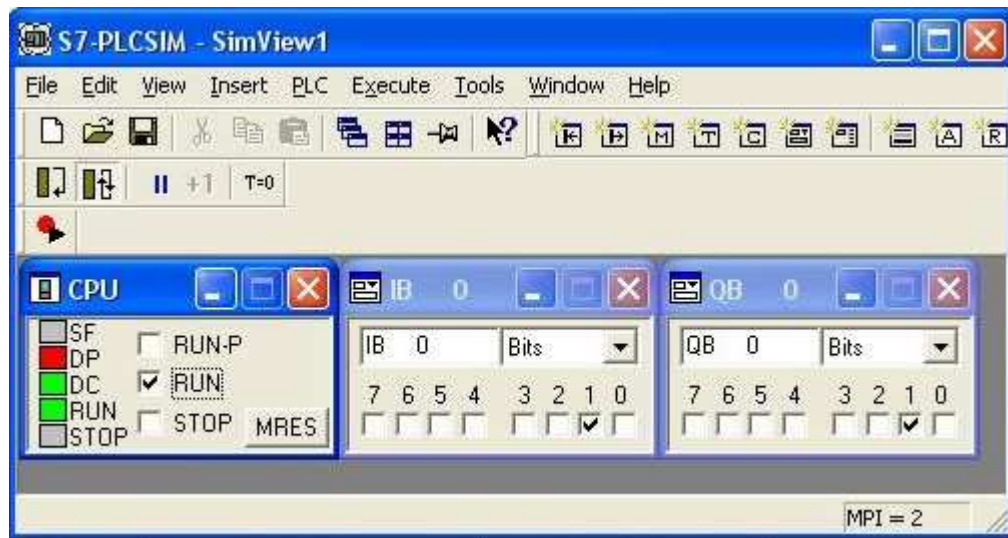 S7-PLCSIM - SimView1
File Edit View Insert PLC Execute Tools Window Help
+1 T=0
CPU
SF
DP
DC
RUN
STOP
RUN-P
RUN
STOP
MRES
IB 0
IB 0 Bits
7 6 5 4 3 2 1 0
QB 0
QB 0 Bits
7 6 5 4 3 2 1 0
MPI = 2